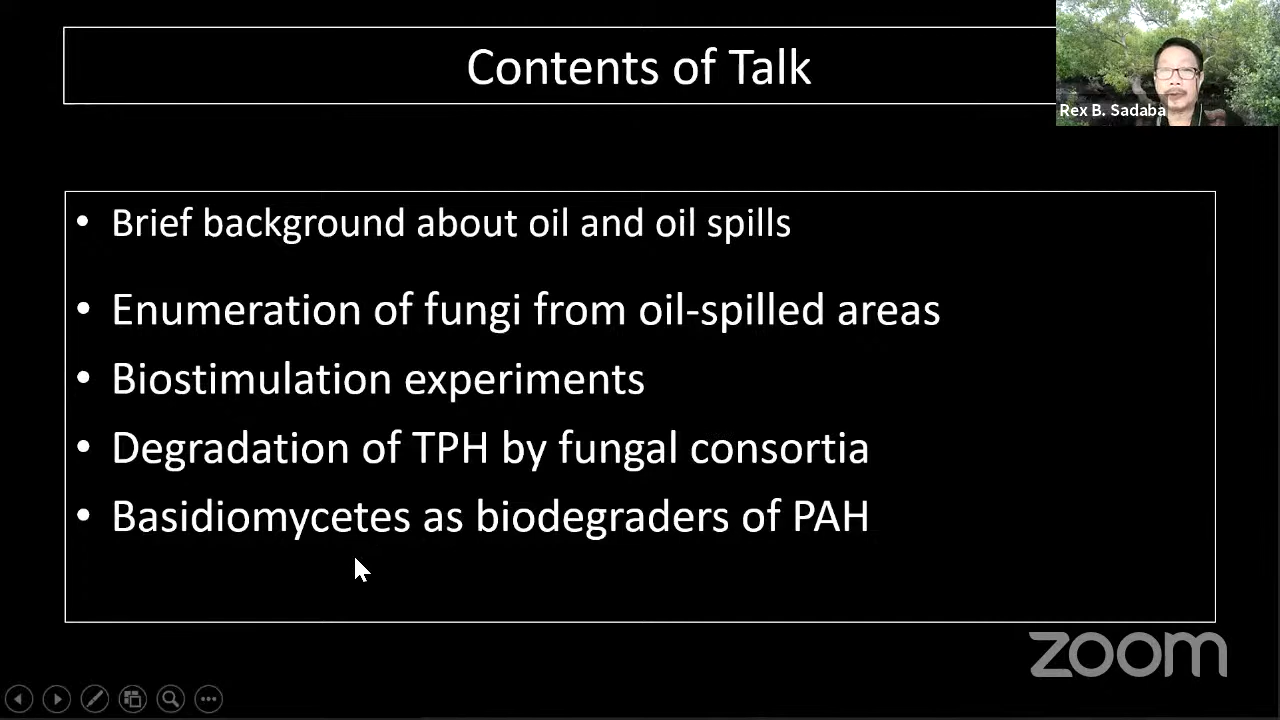 Contents of Talk
Rex B. Sadaba
• Brief background about oil and oil spills
• Enumeration of fungi from oil-spilled areas
• Biostimulation experiments
• Degradation of TPH by fungal consortia
• Basidiomycetes as biodegraders of PAH
zoom